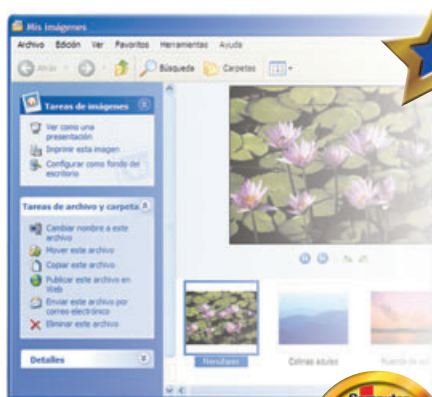 Mis imágenes
Archivo Edición Ver Favoritos Herramientas Ayuda
Atrás Búsqueda Carpetas
Tareas de imágenes
Ver como una
presentación
Imprimir esta imagen
Configurar como fondo del
escritorio
Tareas de archivo y carpeta
Cambiar nombre a este
archivo
Mover este archivo
Copiar este archivo
Publicar este archivo en
Web
Enviar este archivo por
correo electrónico
Eliminar este archivo
Detalles
Nenúfares
Colinas azules
Puesta de sol